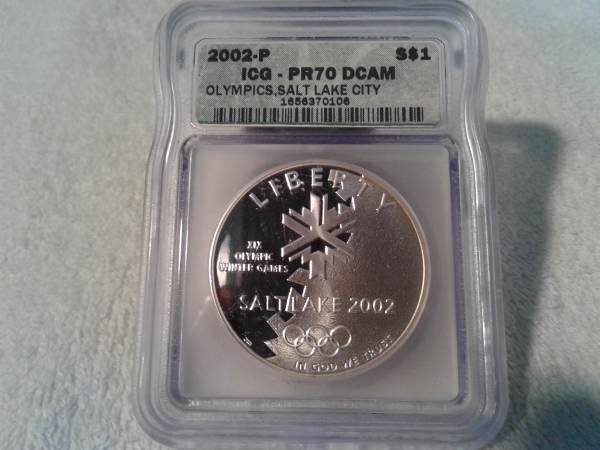 2002-P S$1
ICG - PR70 DCAM
OLYMPICS,SALT LAKE CITY
1656370106
LIBERTY
XIX
OLYMPIC
WINTER GAMES
SALT LAKE 2002
IN GOD WE TRUST